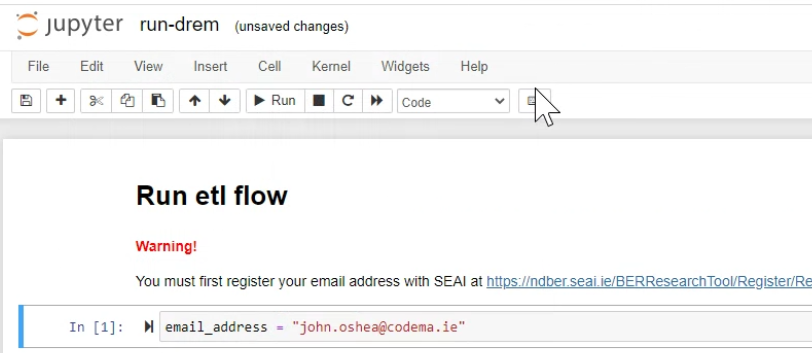 jupyter run-drem (unsaved changes)
File Edit View Insert Cell Kernel Widgets Help
Run Code
Run etl flow
Warning!
You must first register your email address with SEAI at https://ndber.seai.ie/BERResearchTool/Register/Re
In [1]: email_address = "john.oshea@codema.ie"